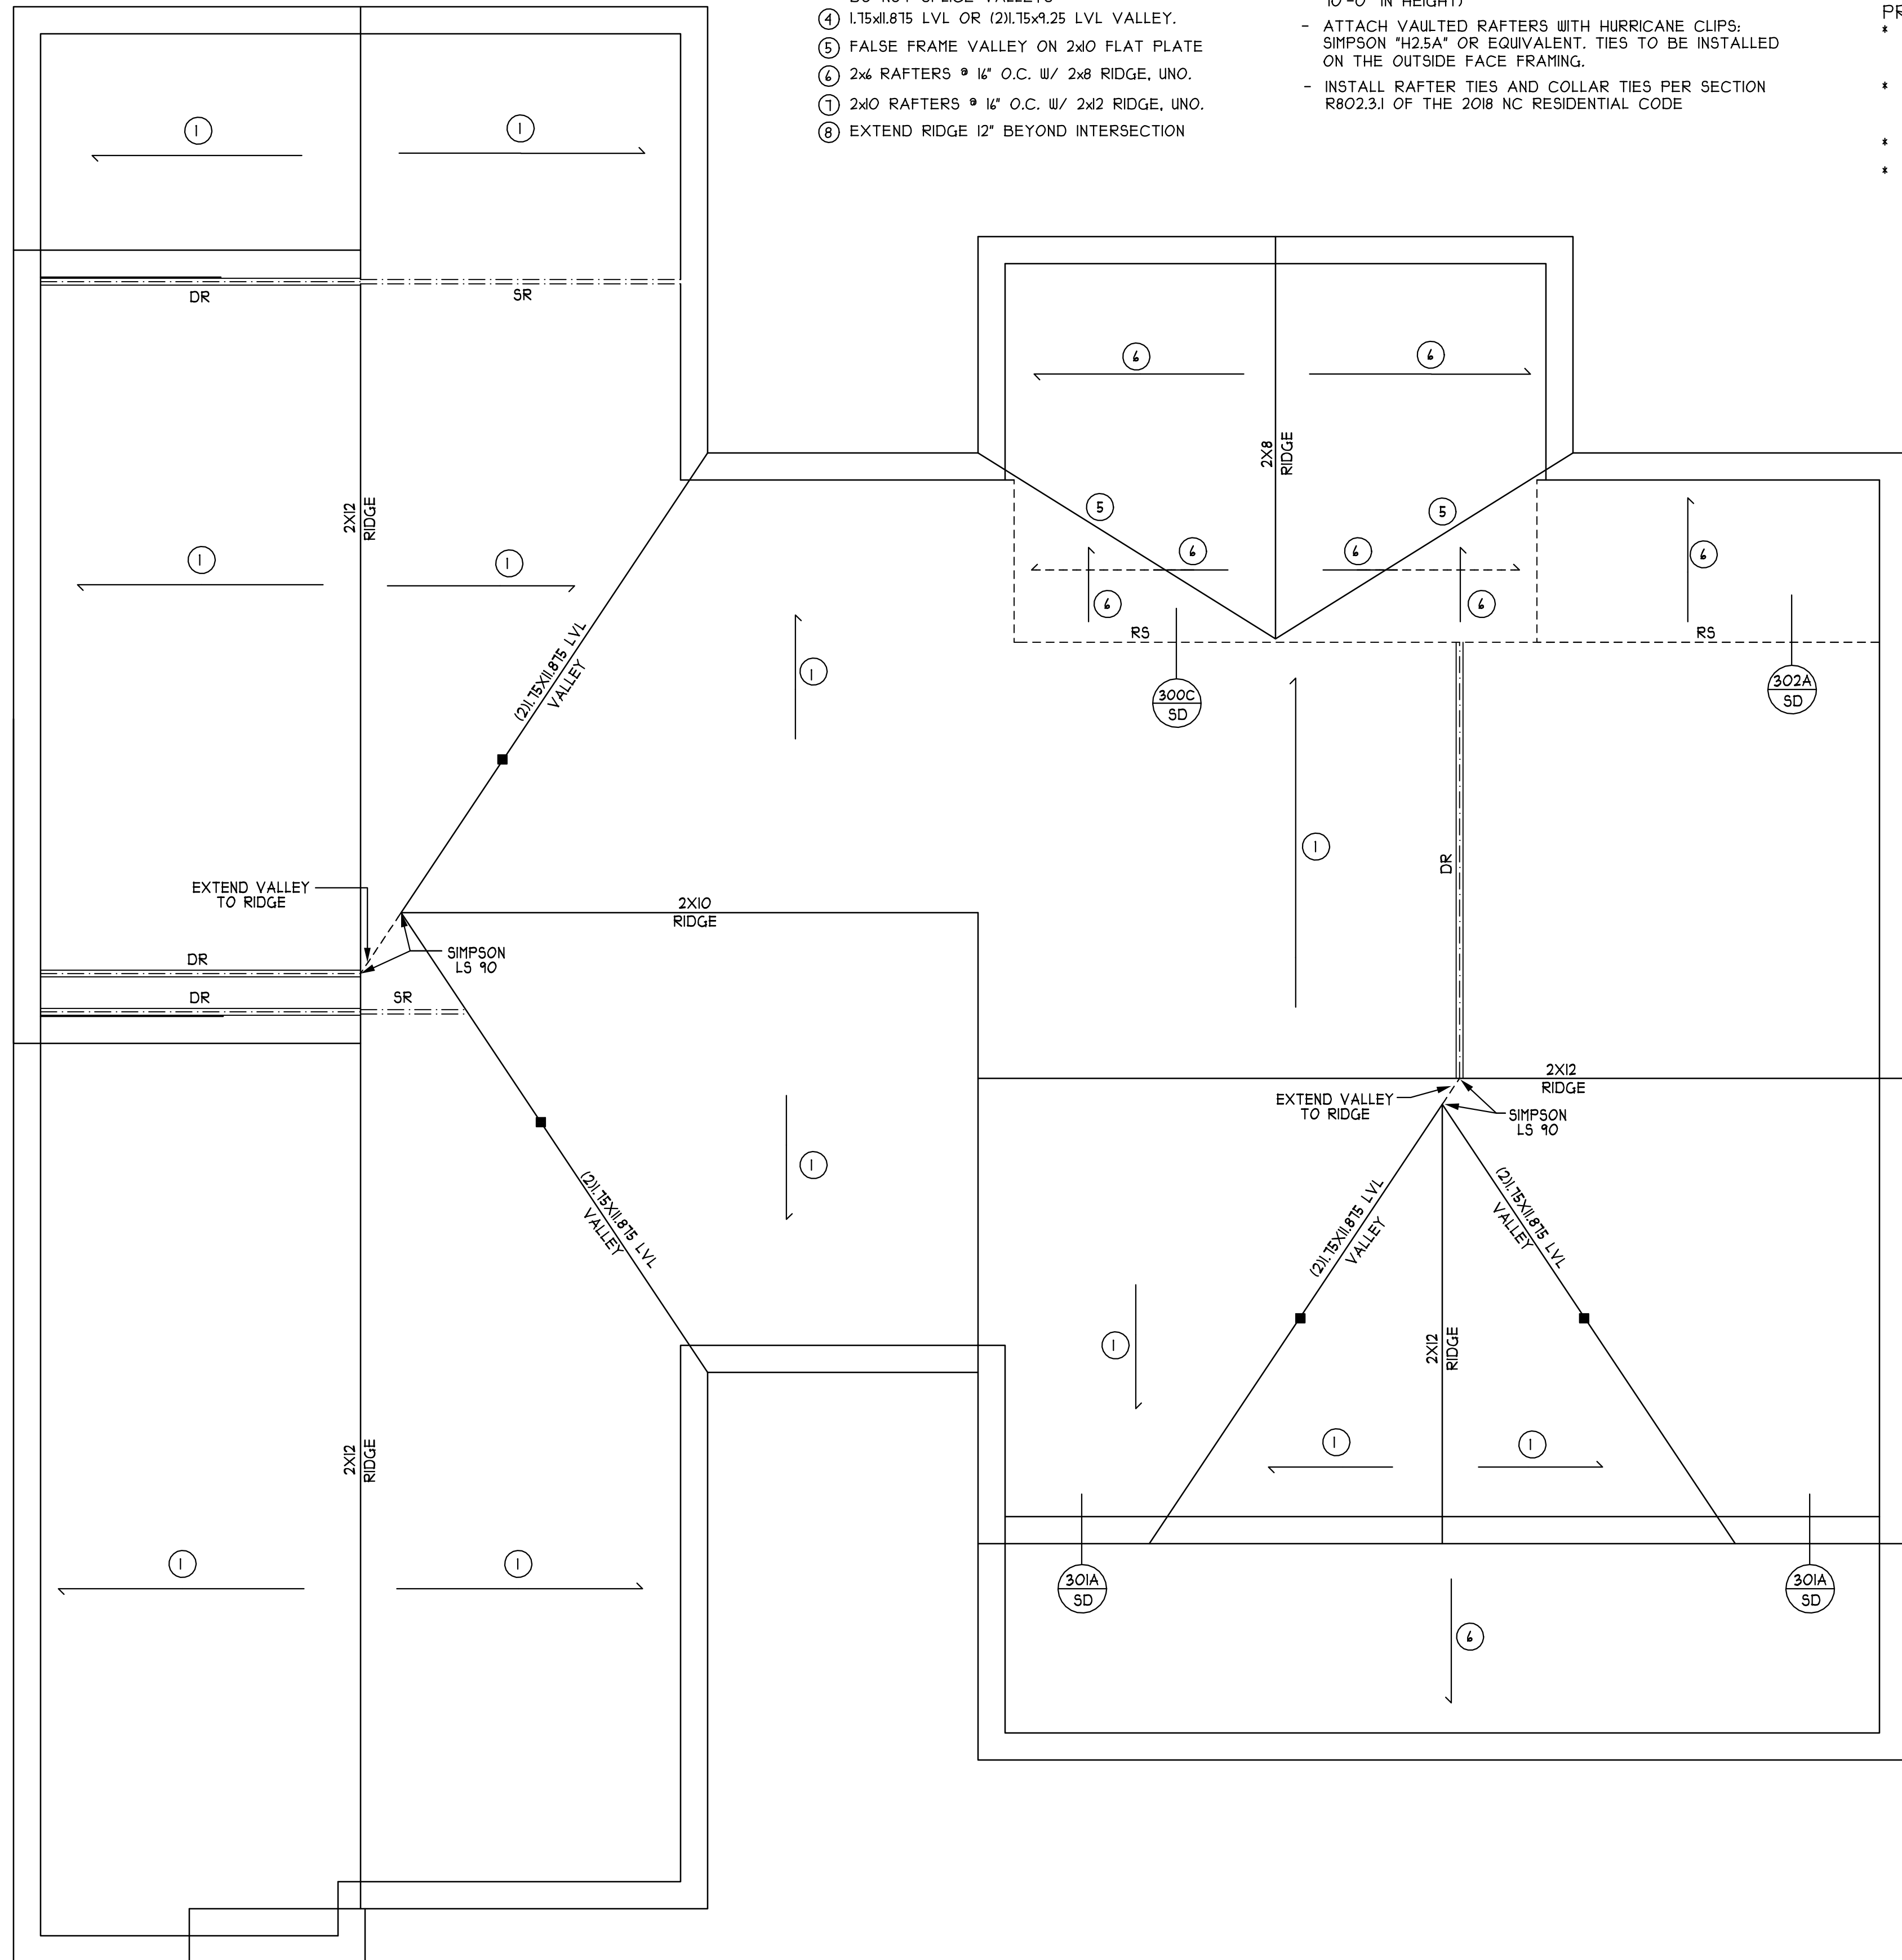 ④ 1.75x11.875 LVL OR (2)1.75x9.25 LVL VALLEY.
⑤ FALSE FRAME VALLEY ON 2x10 FLAT PLATE
⑥ 2x6 RAFTERS @ 16" O.C. W/ 2x8 RIDGE, UNO.
⑦ 2x10 RAFTERS @ 16" O.C. W/ 2x12 RIDGE, UNO.
⑧ EXTEND RIDGE 12" BEYOND INTERSECTION
10'-0" IN HEIGHT)
- ATTACH VAULTED RAFTERS WITH HURRICANE CLIPS:
SIMPSON "H2.5A" OR EQUIVALENT. TIES TO BE INSTALLED
ON THE OUTSIDE FACE FRAMING.
- INSTALL RAFTER TIES AND COLLAR TIES PER SECTION
R802.3.1 OF THE 2018 NC RESIDENTIAL CODE
*
*
*
*
1
1
DR
SR
6
6
2X8
RIDGE
2X12
RIDGE
1
1
5
5
6
6
6
6
6
RS
RS
(2)1.75X11.875 LVL
VALLEY
1
300C
SD
302A
SD
1
DR
EXTEND VALLEY
TO RIDGE
2X10
RIDGE
SIMPSON
LS 90
DR
DR
SR
2X12
RIDGE
EXTEND VALLEY
TO RIDGE
SIMPSON
LS 90
1
(2)1.75X11.875 LVL
VALLEY
(2)1.75X11.875 LVL
VALLEY
(2)1.75X11.875 LVL
VALLEY
1
2X12
RIDGE
2X12
RIDGE
1
1
1
1
301A
SD
301A
SD
6